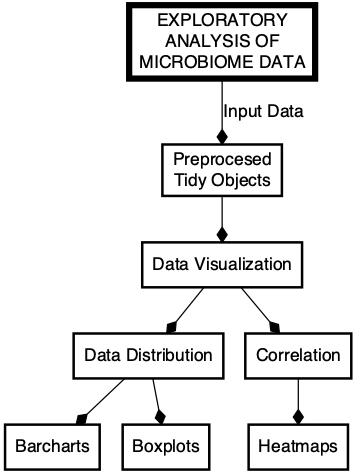 EXPLORATORY
ANALYSIS OF
MICROBIOME DATA
Input Data
Preprocesed
Tidy Objects
Data Visualization
Data Distribution
Correlation
Barcharts
Boxplots
Heatmaps